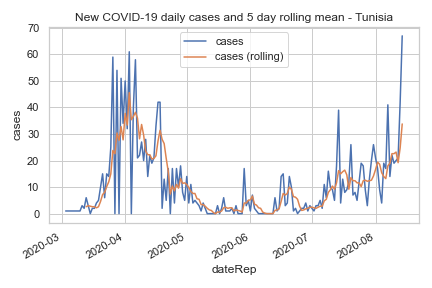 New COVID-19 daily cases and 5 day rolling mean - Tunisia
cases
cases (rolling)
70
60
50
40
30
20
10
0
cases
2020-03
2020-04
2020-05
2020-06
2020-07
2020-08
dateRep